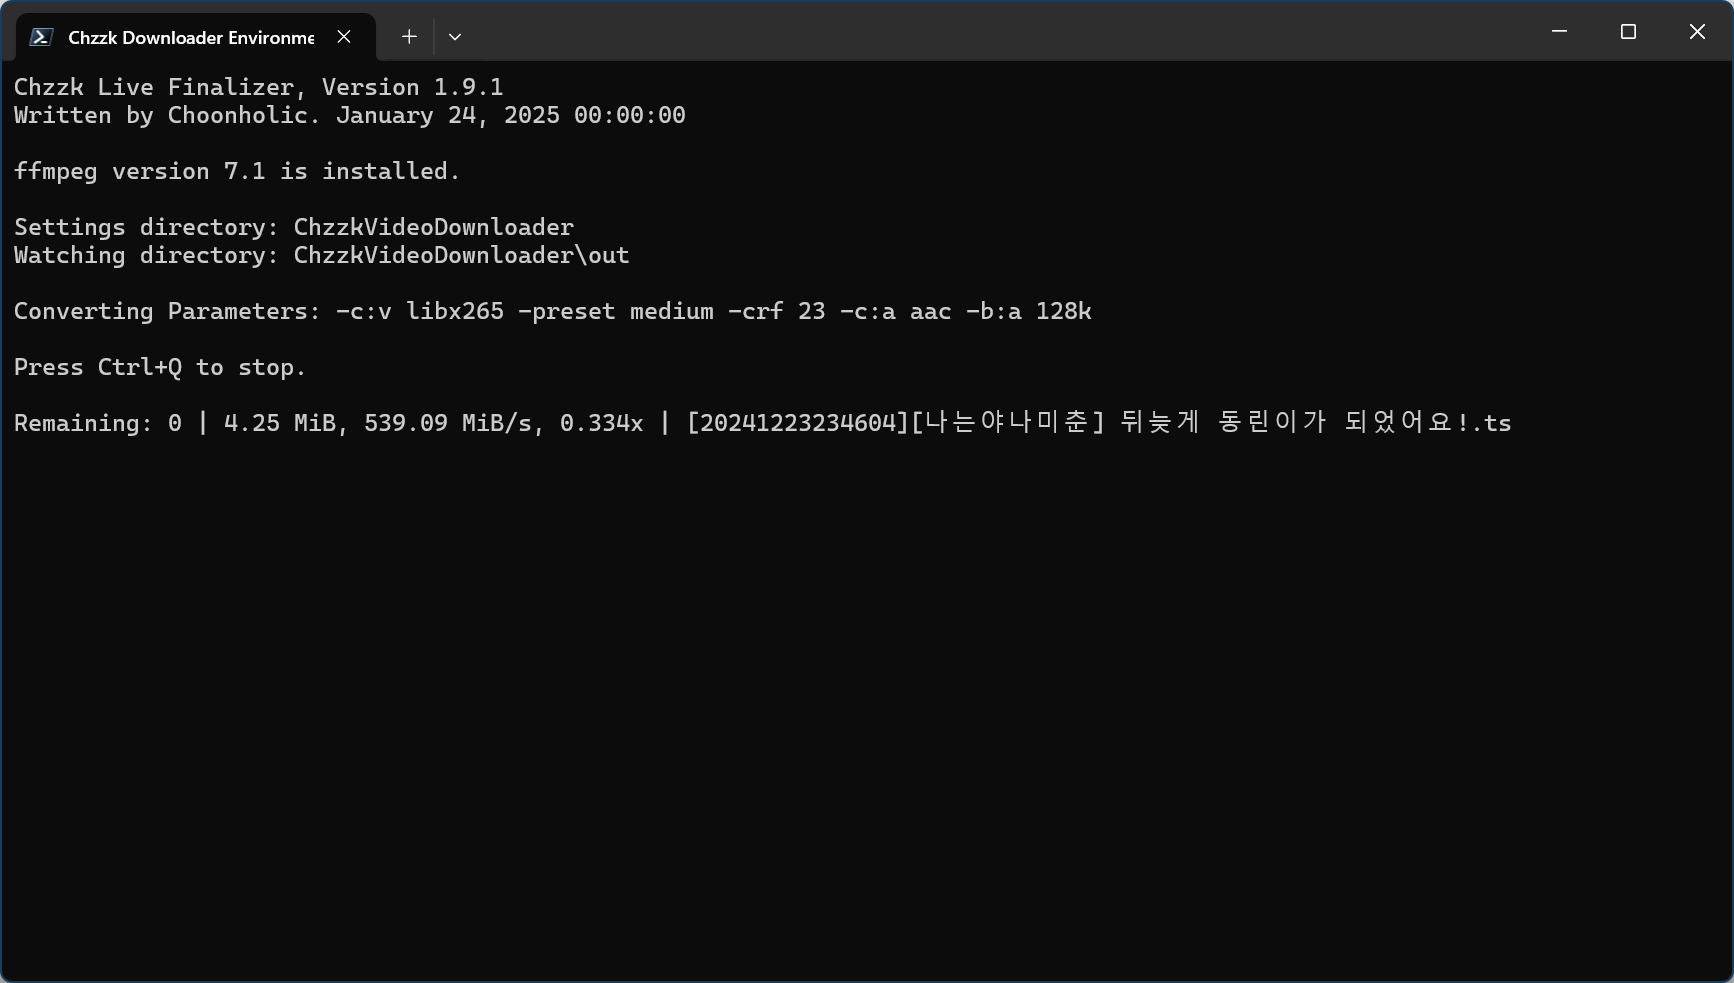 Chzzk Downloader Environme
Chzzk Live Finalizer, Version 1.9.1
Written by Choonholic. January 24, 2025 00:00:00
ffmpeg version 7.1 is installed.
Settings directory: ChzzkVideoDownloader
Watching directory: ChzzkVideoDownloader\out
Converting Parameters: -c:v libx265 -preset medium -crf 23 -c:a aac -b:a 128k
Press Ctrl+Q to stop.
Remaining: 0 | 4.25 MiB, 539.09 MiB/s, 0.334x | [20241223234604][나는야나미춘] 뒤늦게 동린이가 되었어요!.ts